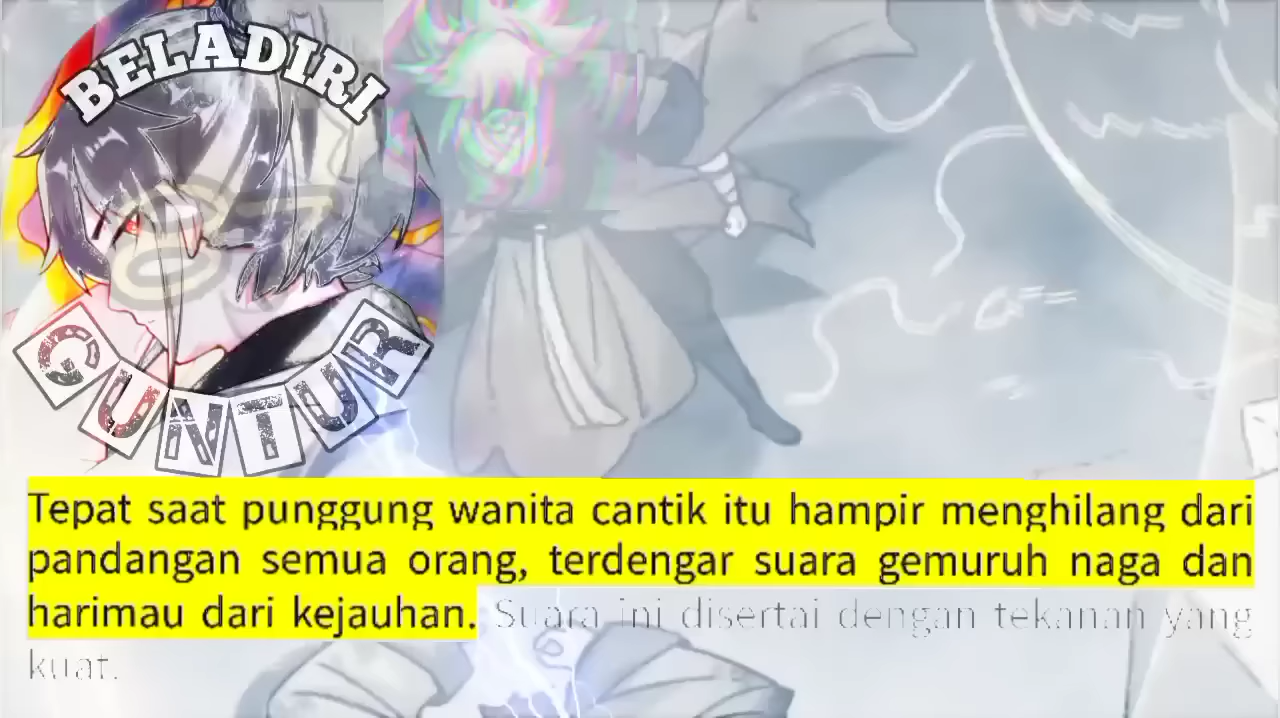 BELADIRI
GUNTUR
Tepat saat punggung wanita cantik itu hampir menghilang dari
pandangan semua orang, terdengar suara gemuruh naga dan
harimau dari kejauhan. Suara ini disertai dengan tekanan yang
kuat.